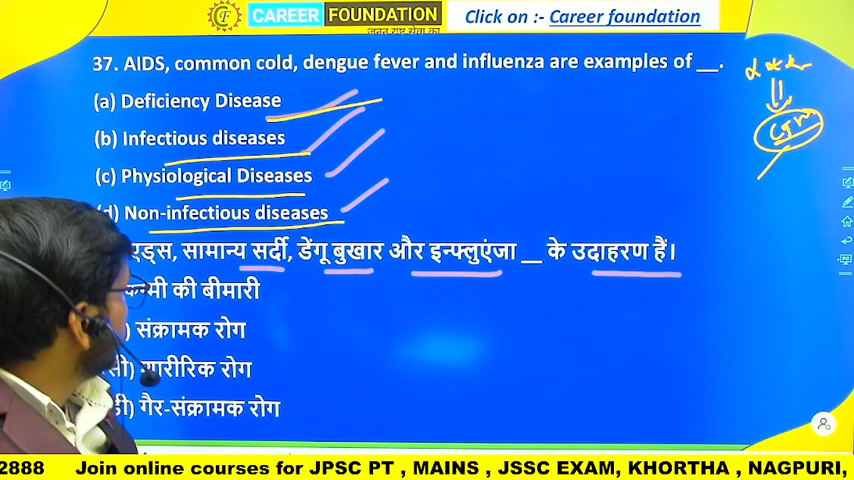 CF CAREER FOUNDATION
Click on :- Career foundation
37. AIDS, common cold, dengue fever and influenza are examples of __.
(a) Deficiency Disease
(b) Infectious diseases
(c) Physiological Diseases
(d) Non-infectious diseases
एड्स, सामान्य सर्दी, डेंगू बुखार और इन्फ्लुएंजा __ के उदाहरण हैं।
की बीमारी
) संक्रामक रोग
रोग
डी) गैर-संक्रामक रोग
2888 Join online courses for JPSC PT , MAINS , JSSC EXAM, KHORTHA , NAGPURI,